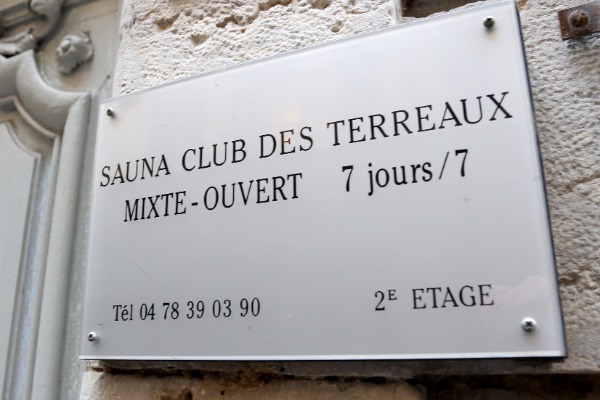 SAUNA CLUB DES TERREAUX
MIXTE-OUVERT 7 jours/7
Tél 04 78 39 03 90 2E ETAGE